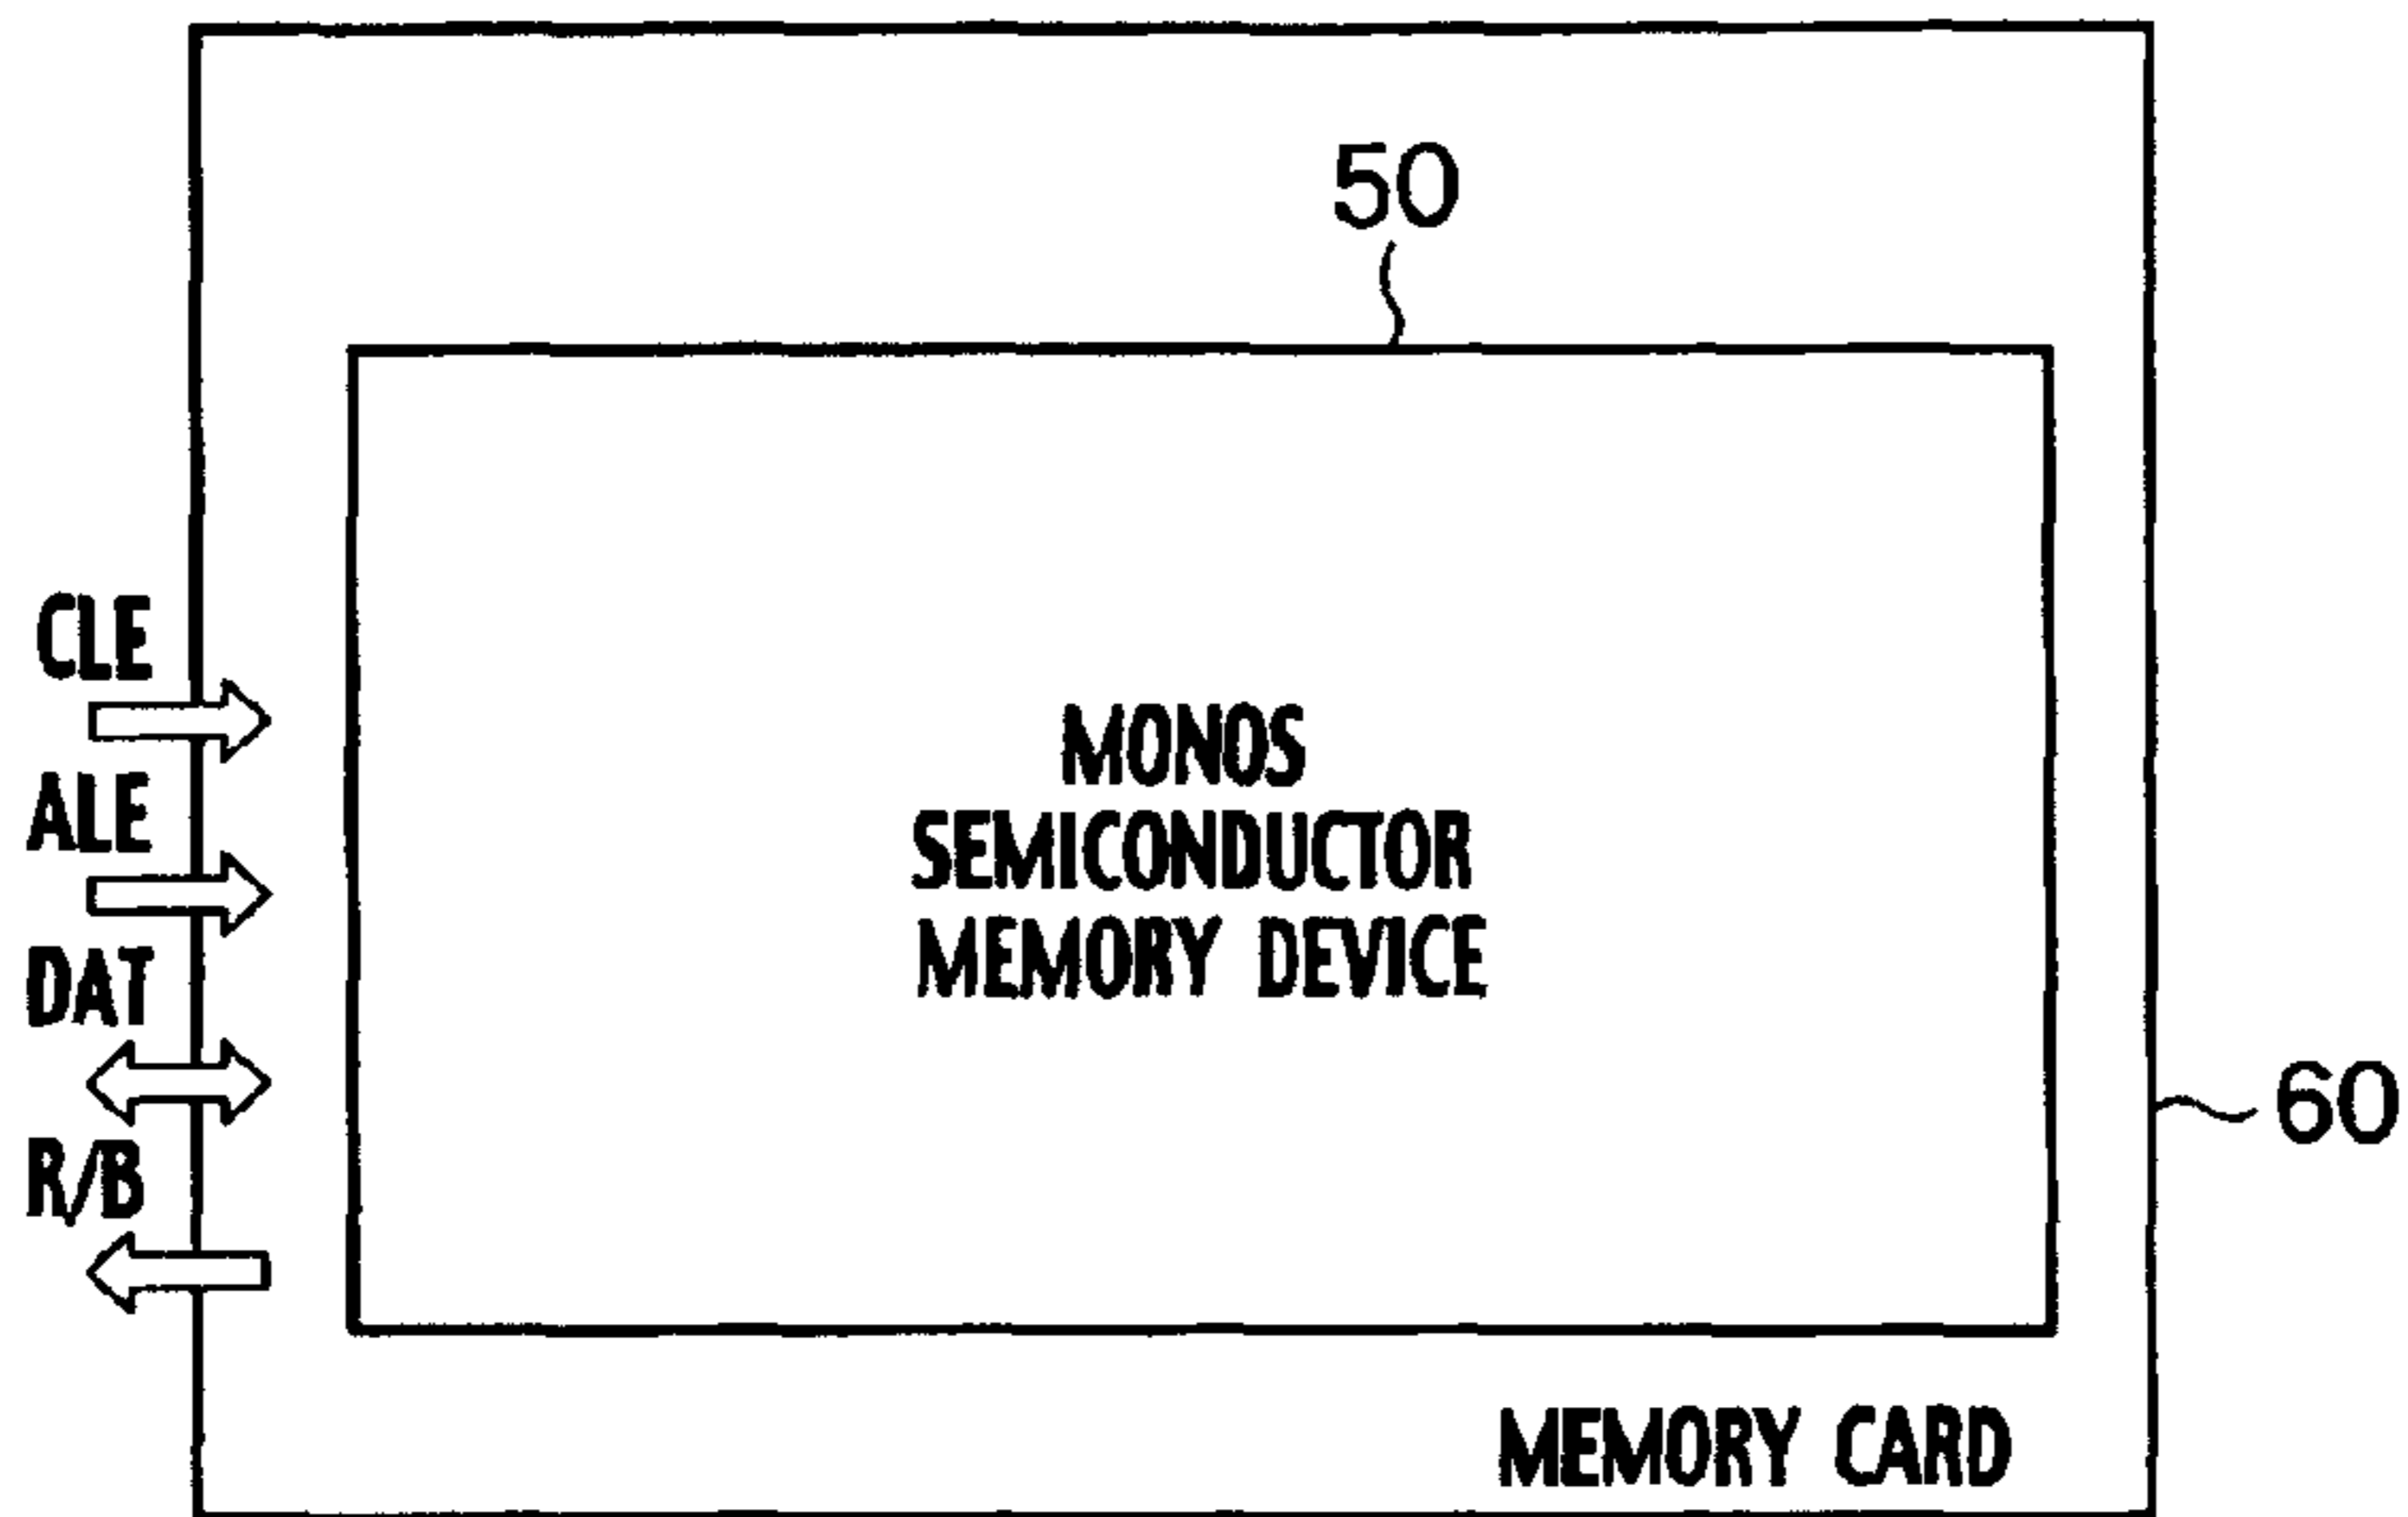 50
CLE
ALE
DAT
R/B
MONOS
SEMICONDUCTOR
MEMORY DEVICE
60
MEMORY CARD